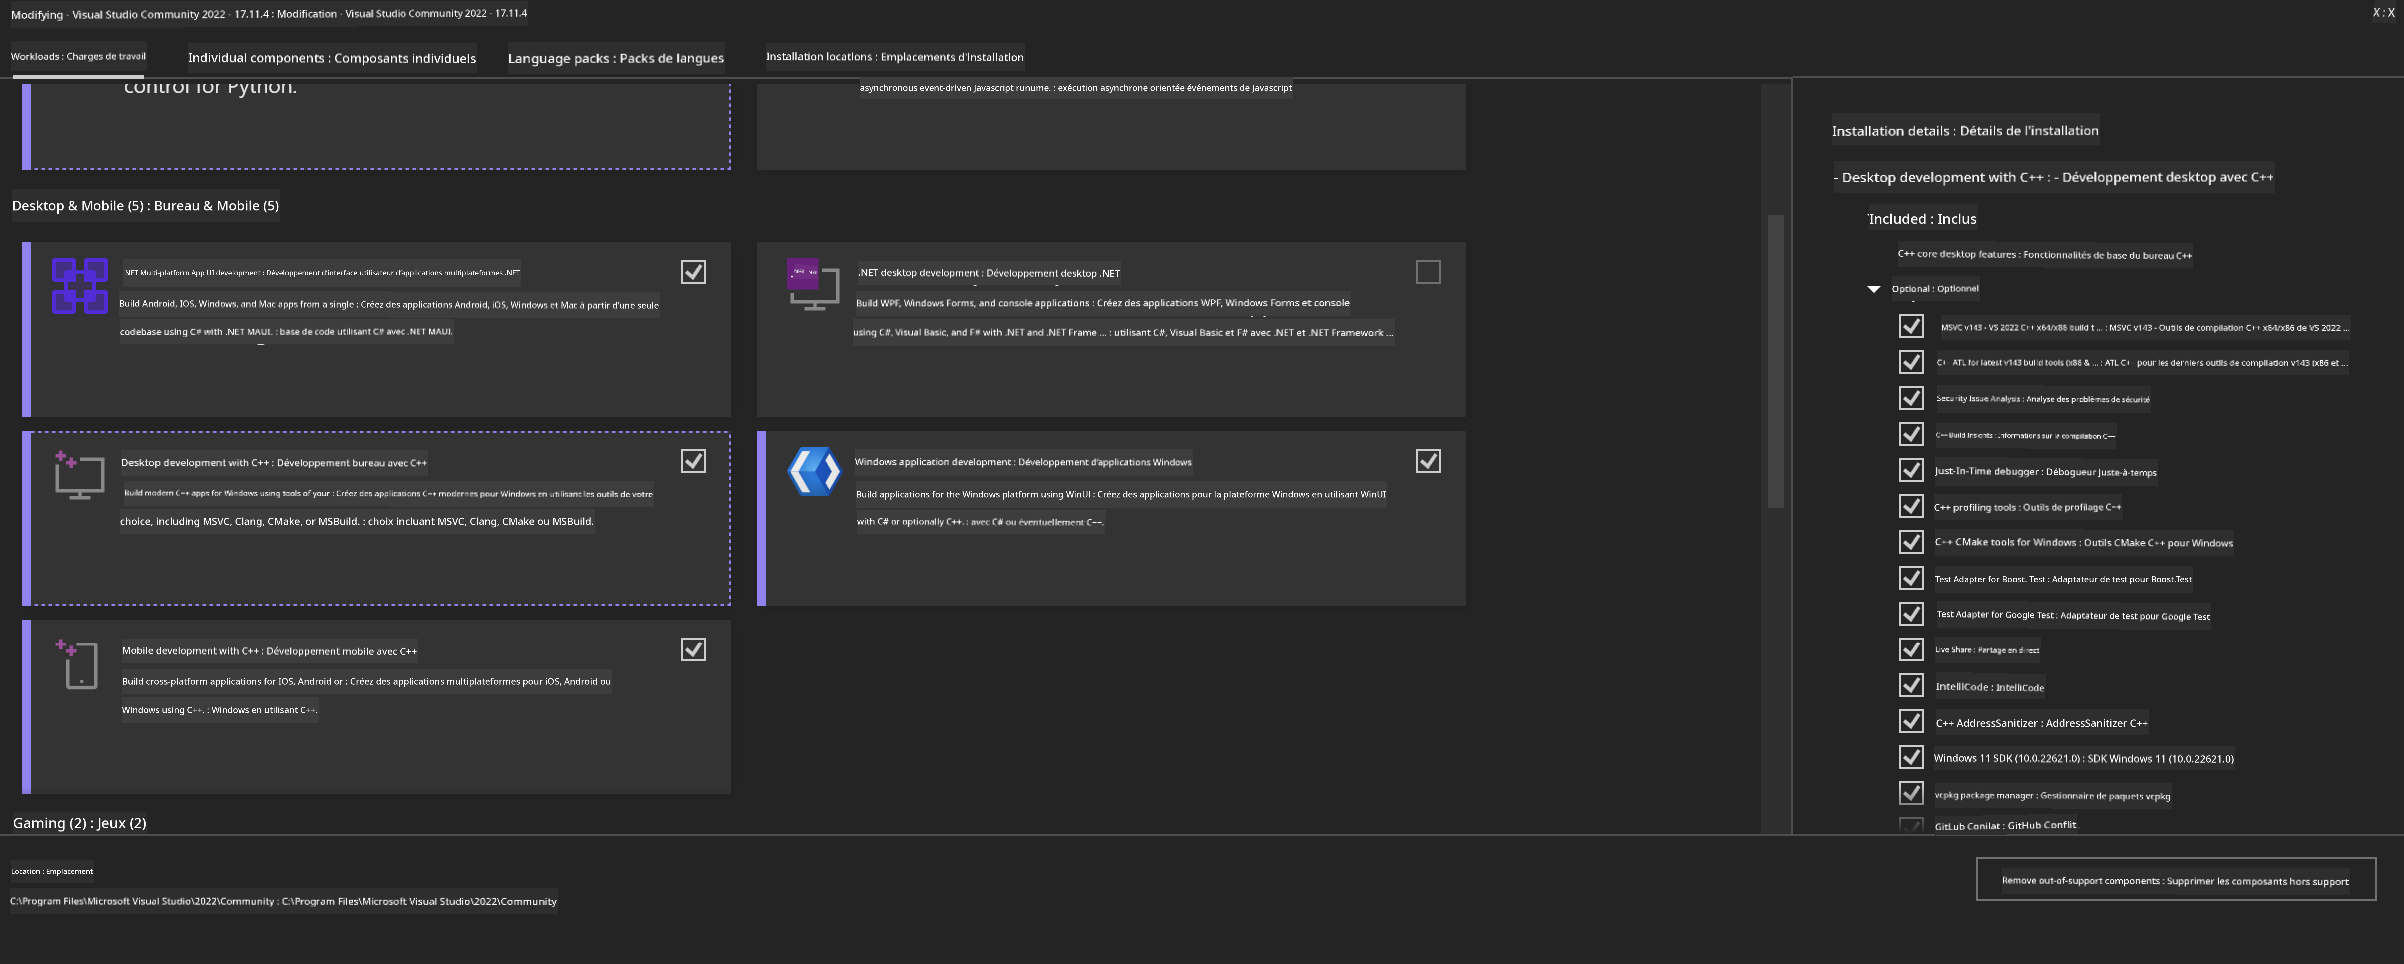 Modifying - Visual Studio Community 2022 - 17.11.4 : Modification - Visual Studio Community 2022 - 17.11.4
X : X
Workloads : Charges de travail
Individual components : Composants individuels
Language packs : Packs de langues
Installation locations : Emplacements d'installation
control for Python.
asynchronous event-driven Javascript runume. : exécution asynchrone orientée événements de Javascript
Desktop & Mobile (5) : Bureau & Mobile (5)
.NET Multi-platform App UI development : Développement d'interface utilisateur d'applications multiplateformes .NET
Build Android, IOS, Windows, and Mac apps from a single : Créez des applications Android, iOS, Windows et Mac à partir d'une seule
codebase using C# with .NET MAUI. : base de code utilisant C# avec .NET MAUI.
.NET desktop development : Développement desktop .NET
Build WPF, Windows Forms, and console applications : Créez des applications WPF, Windows Forms et console
using C#, Visual Basic, and F# with .NET and .NET Frame ... : utilisant C#, Visual Basic et F# avec .NET et .NET Framework ...
Desktop development with C++ : Développement bureau avec C++
Build modern C++ apps for Windows using tools of your : Créez des applications C++ modernes pour Windows en utilisant les outils de votre
choice, including MSVC, Clang, CMake, or MSBuild. : choix incluant MSVC, Clang, CMake ou MSBuild.
Windows application development : Développement d'applications Windows
Build applications for the Windows platform using WinUI : Créez des applications pour la plateforme Windows en utilisant WinUI
with C# or optionally C++. : avec C# ou éventuellement C++.
Mobile development with C++ : Développement mobile avec C++
Build cross-platform applications for IOS, Android or : Créez des applications multiplateformes pour iOS, Android ou
Windows using C++. : Windows en utilisant C++.
Gaming (2) : Jeux (2)
Installation details : Détails de l'installation
- Desktop development with C++ : - Développement desktop avec C++
Included : Inclus
C++ core desktop features : Fonctionnalités de base du bureau C++
Optional : Optionnel
MSVC v143 - VS 2022 C++ x64/x86 build t ... : MSVC v143 - Outils de compilation C++ x64/x86 de VS 2022 ...
C++ ATL for latest v143 build tools (x86 & ... : ATL C++ pour les derniers outils de compilation v143 (x86 et ...
Security Issue Analysis : Analyse des problèmes de sécurité
C++ Build Insights : Informations sur la compilation C++
Just-In-Time debugger : Débogueur juste-à-temps
C++ profiling tools : Outils de profilage C++
C++ CMake tools for Windows : Outils CMake C++ pour Windows
Test Adapter for Boost. Test : Adaptateur de test pour Boost.Test
Test Adapter for Google Test : Adaptateur de test pour Google Test
Live Share : Partage en direct
IntelliCode : IntelliCode
C++ AddressSanitizer : AddressSanitizer C++
Windows 11 SDK (10.0.22621.0) : SDK Windows 11 (10.0.22621.0)
vcpkg package manager : Gestionnaire de paquets vcpkg
GitLub Conilat : GitHub Conflit
Location : Emplacement
C:\Program Files\Microsoft Visual Studio\2022\Community : C:\Program Files\Microsoft Visual Studio\2022\Community
Remove out-of-support components : Supprimer les composants hors support